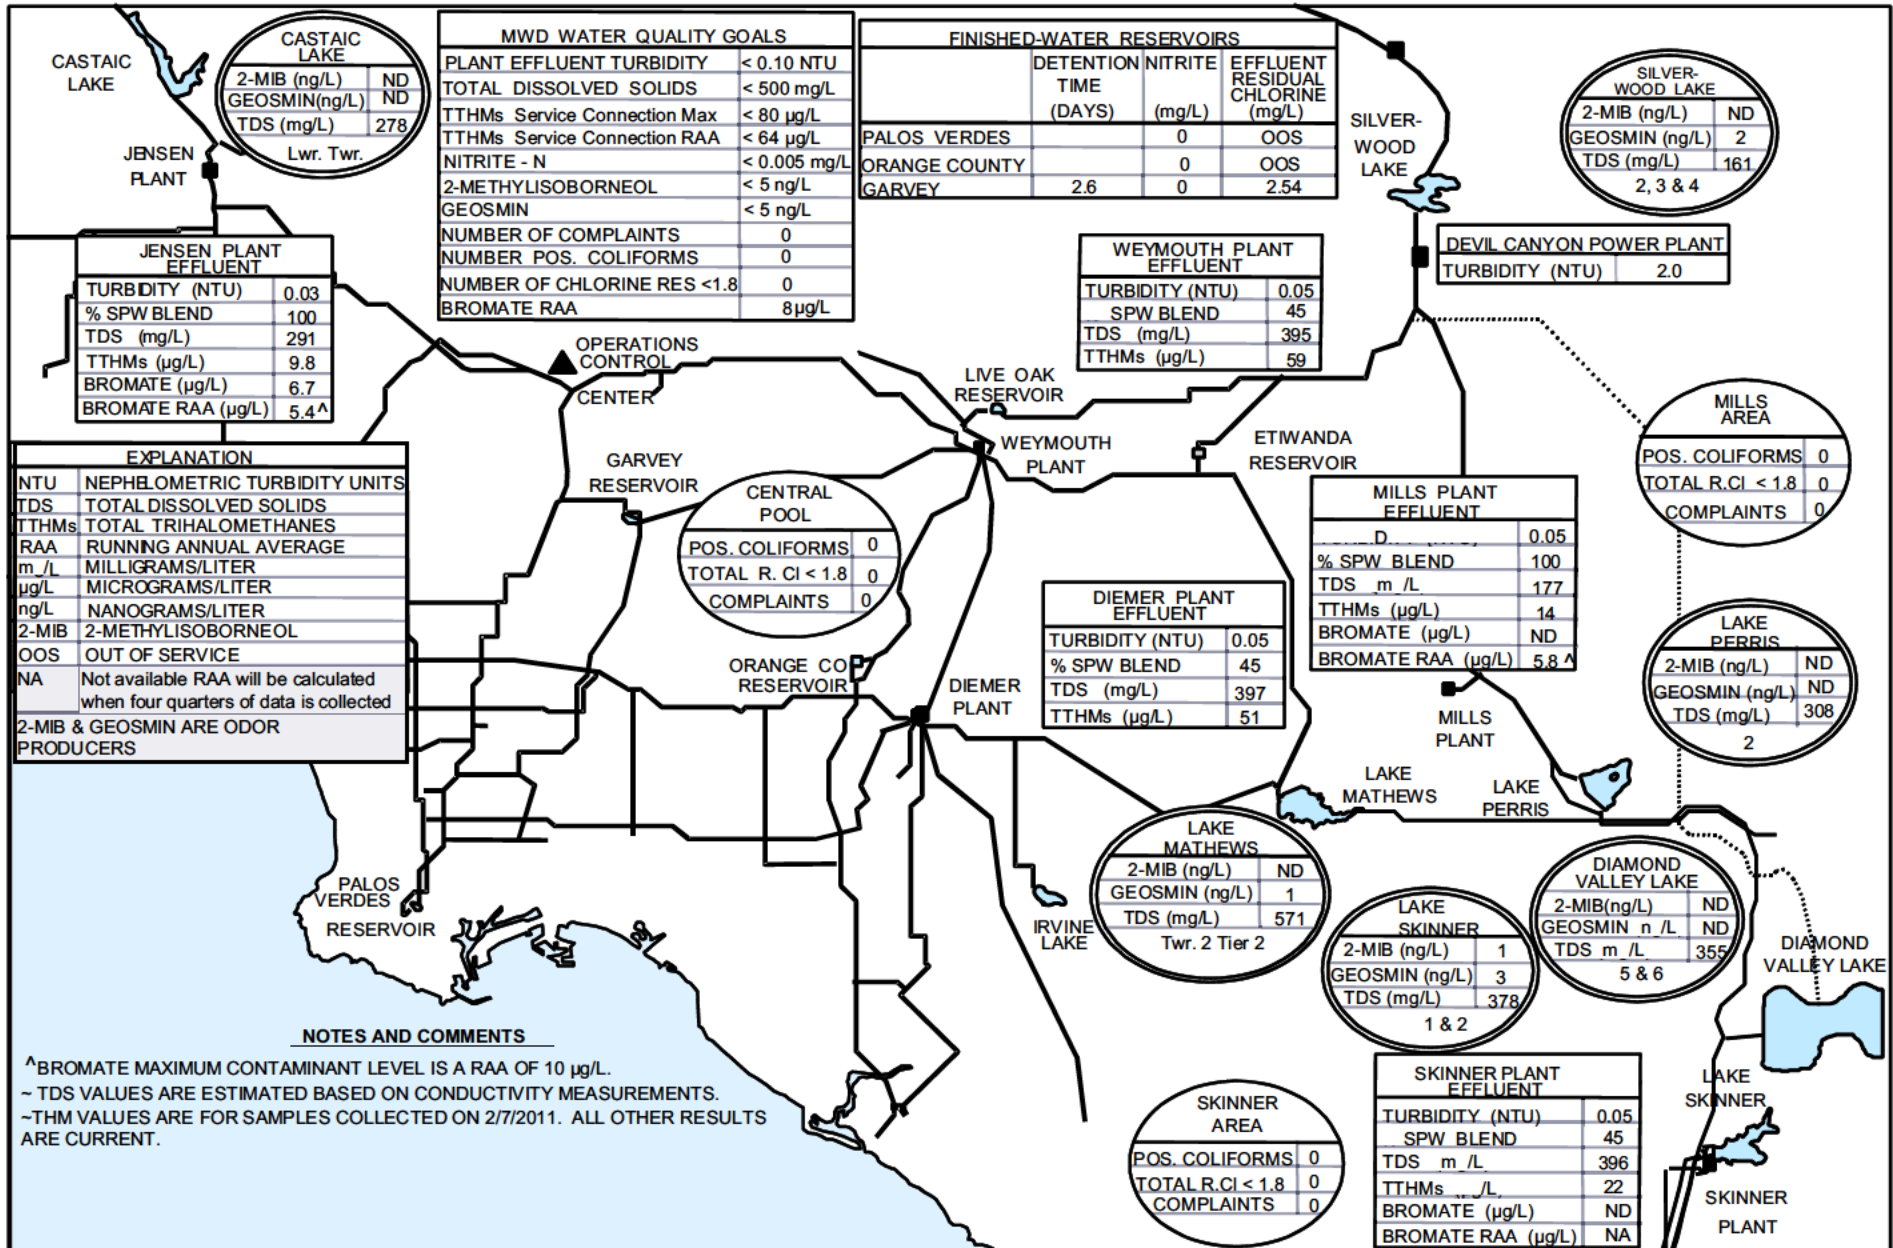 CASTAIC
LAKE
CASTAIC
LAKE
2-MIB (ng/L) ND
GEOSMIN(ng/L) ND
TDS (mg/L) 278
Lwr. Twr.
JENSEN
PLANT
MWD WATER QUALITY GOALS
PLANT EFFLUENT TURBIDITY < 0.10 NTU
TOTAL DISSOLVED SOLIDS < 500 mg/L
TTHMs Service Connection Max < 80 µg/L
TTHMs Service Connection RAA < 64 µg/L
NITRITE - N < 0.005 mg/L
2-METHYLISOBORNEOL < 5 ng/L
GEOSMIN < 5 ng/L
NUMBER OF COMPLAINTS 0
NUMBER POS. COLIFORMS 0
NUMBER OF CHLORINE RES <1.8 0
BROMATE RAA 8 µg/L
FINISHED-WATER RESERVOIRS
DETENTION NITRITE EFFLUENT
TIME RESIDUAL
CHLORINE
(DAYS) (mg/L) (mg/L)
PALOS VERDES 0 OOS
ORANGE COUNTY 0 OOS
GARVEY 2.6 0 2.54
SILVER-
WOOD
LAKE
SILVER-
WOOD LAKE
2-MIB (ng/L) ND
GEOSMIN (ng/L) 2
TDS (mg/L) 161
2, 3 & 4
DEVIL CANYON POWER PLANT
TURBIDITY (NTU) 2.0
JENSEN PLANT
EFFLUENT
TURBIDITY (NTU) 0.03
% SPW BLEND 100
TDS (mg/L) 291
TTHMs (µg/L) 9.8
BROMATE (µg/L) 6.7
BROMATE RAA (µg/L) 5.4^
WEYMOUTH PLANT
EFFLUENT
TURBIDITY (NTU) 0.05
SPW BLEND 45
TDS (mg/L) 395
TTHMs (µg/L) 59
OPERATIONS
CONTROL
CENTER
LIVE OAK
RESERVOIR
WEYMOUTH
PLANT
ETIWANDA
RESERVOIR
MILLS
AREA
POS. COLIFORMS 0
TOTAL R.Cl < 1.8 0
COMPLAINTS 0
EXPLANATION
NTU NEPHELOMETRIC TURBIDITY UNITS
TDS TOTAL DISSOLVED SOLIDS
TTHMs TOTAL TRIHALOMETHANES
RAA RUNNING ANNUAL AVERAGE
m_/L MILLIGRAMS/LITER
µg/L MICROGRAMS/LITER
ng/L NANOGRAMS/LITER
2-MIB 2-METHYLISOBORNEOL
OOS OUT OF SERVICE
NA Not available RAA will be calculated
when four quarters of data is collected
2-MIB & GEOSMIN ARE ODOR
PRODUCERS
GARVEY
RESERVOIR
CENTRAL
POOL
POS. COLIFORMS 0
TOTAL R. Cl < 1.8 0
COMPLAINTS 0
MILLS PLANT
EFFLUENT
0.05
% SPW BLEND 100
TDS m /L 177
TTHMs (µg/L) 14
BROMATE (µg/L) ND
BROMATE RAA (µg/L) 5.8 ^
DIEMER PLANT
EFFLUENT
TURBIDITY (NTU) 0.05
% SPW BLEND 45
TDS (mg/L) 397
TTHMs (µg/L) 51
ORANGE CO
RESERVOIR
DIEMER
PLANT
LAKE
PERRIS
2-MIB (ng/L) ND
GEOSMIN (ng/L) ND
TDS (mg/L) 308
2
MILLS
PLANT
LAKE
MATHEWS
LAKE
PERRIS
LAKE
MATHEWS
2-MIB (ng/L) ND
GEOSMIN (ng/L) 1
TDS (mg/L) 571
Twr. 2 Tier 2
PALOS
VERDES
RESERVOIR
IRVINE
LAKE
LAKE
SKINNER
2-MIB (ng/L) 1
GEOSMIN (ng/L) 3
TDS (mg/L) 378
1 & 2
DIAMOND
VALLEY LAKE
2-MIB(ng/L) ND
GEOSMIN n_/L ND
TDS m_/L 355
5 & 6
DIAMOND
VALLEY LAKE
NOTES AND COMMENTS
^BROMATE MAXIMUM CONTAMINANT LEVEL IS A RAA OF 10 µg/L.
~ TDS VALUES ARE ESTIMATED BASED ON CONDUCTIVITY MEASUREMENTS.
~THM VALUES ARE FOR SAMPLES COLLECTED ON 2/7/2011. ALL OTHER RESULTS
ARE CURRENT.
SKINNER
AREA
POS. COLIFORMS 0
TOTAL R.Cl < 1.8 0
COMPLAINTS 0
SKINNER PLANT
EFFLUENT
TURBIDITY (NTU) 0.05
SPW BLEND 45
TDS m_/L 396
TTHMs /L 22
BROMATE (µg/L) ND
BROMATE RAA (µg/L) NA
LAKE
SKINNER
SKINNER
PLANT